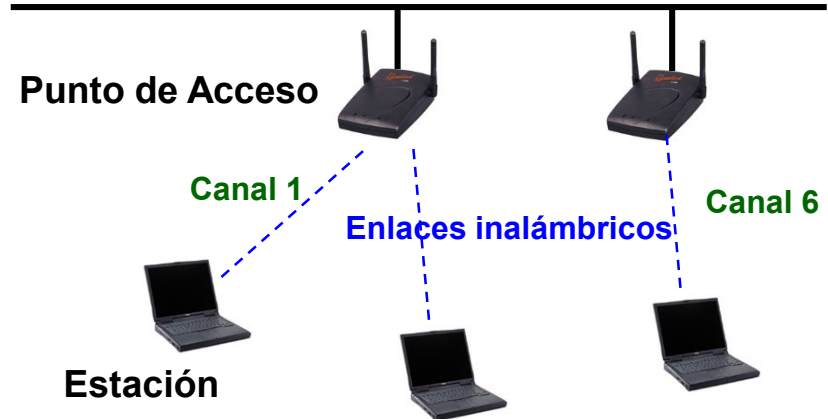 Punto de Acceso
Canal 1
Canal 6
Enlaces inalámbricos
Estación